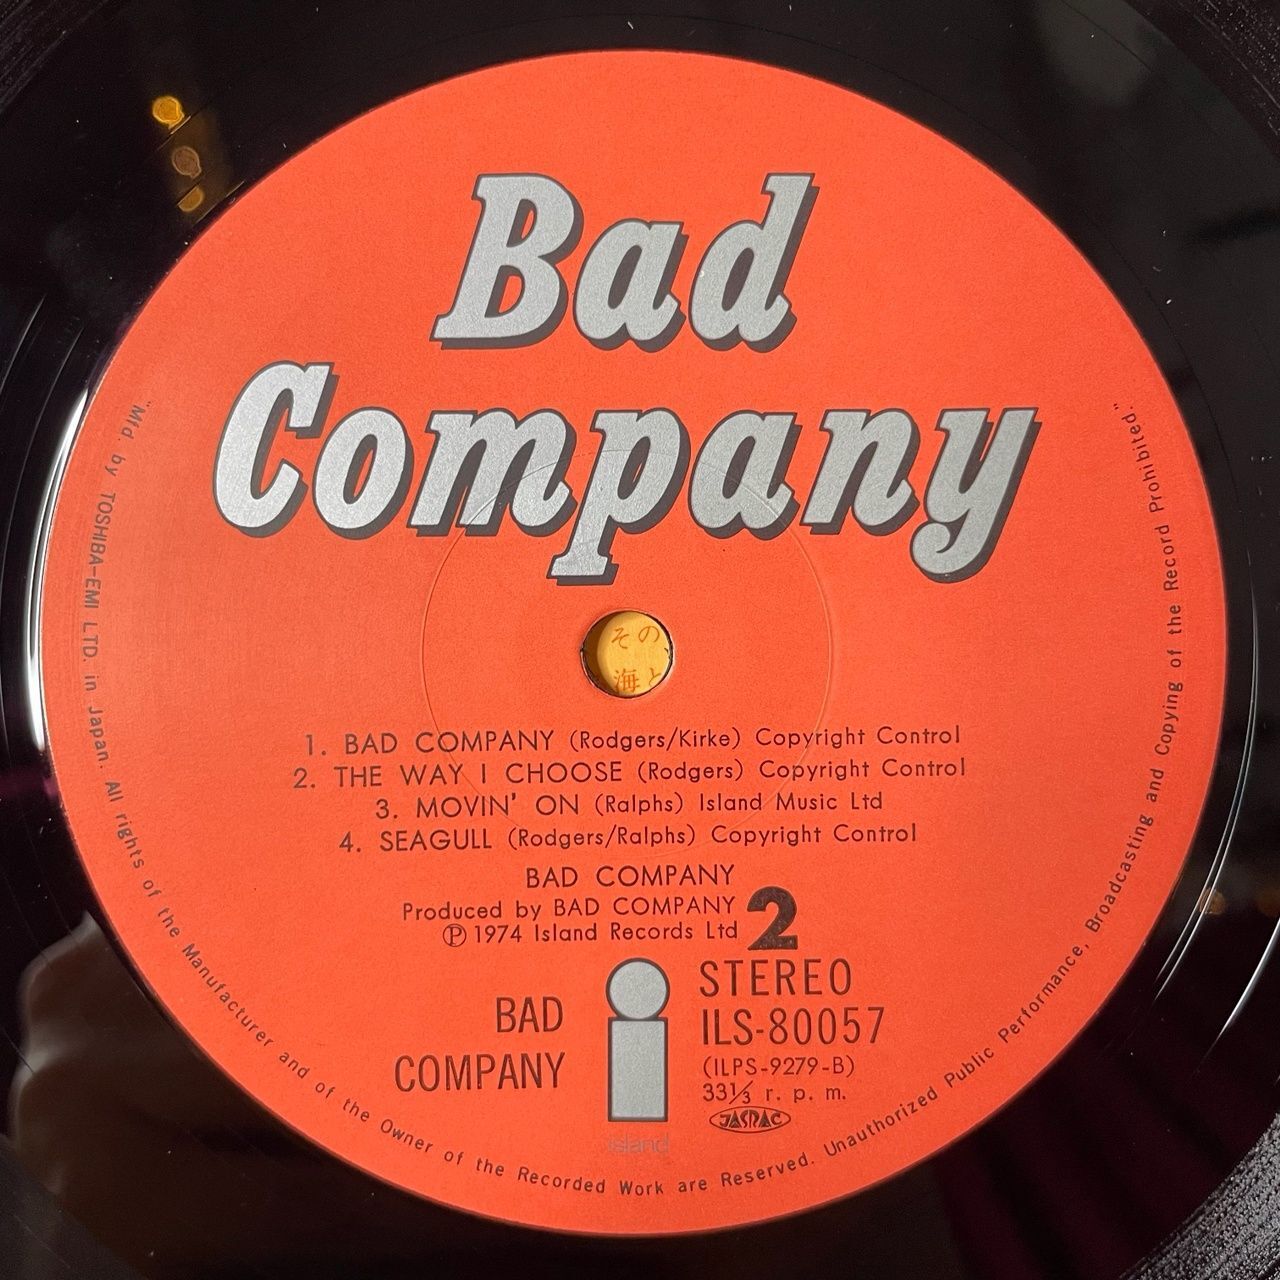 Bad
Company
その、
海と
1. BAD COMPANY (Rodgers/Kirke) Copyright Control
2. THE WAY I CHOOSE (Rodgers) Copyright Control
3. MOVIN' ON (Ralphs) Island Music Ltd
4. SEAGULL (Rodgers/Ralphs) Copyright Control
BAD COMPANY
Produced by BAD COMPANY
Ⓟ 1974 Island Records Ltd
2
BAD
COMPANY
i
island
STEREO
ILS-80057
(ILPS-9279-B)
33⅓ r. p. m.
JASRAC
"Mfd. by TOSHIBA-EMI LTD. in Japan. All rights of the Manufacturer and of the Owner of the Recorded Work are Reserved. Unauthorized Public Performance, Broadcasting and Copying of the Record Prohibited."